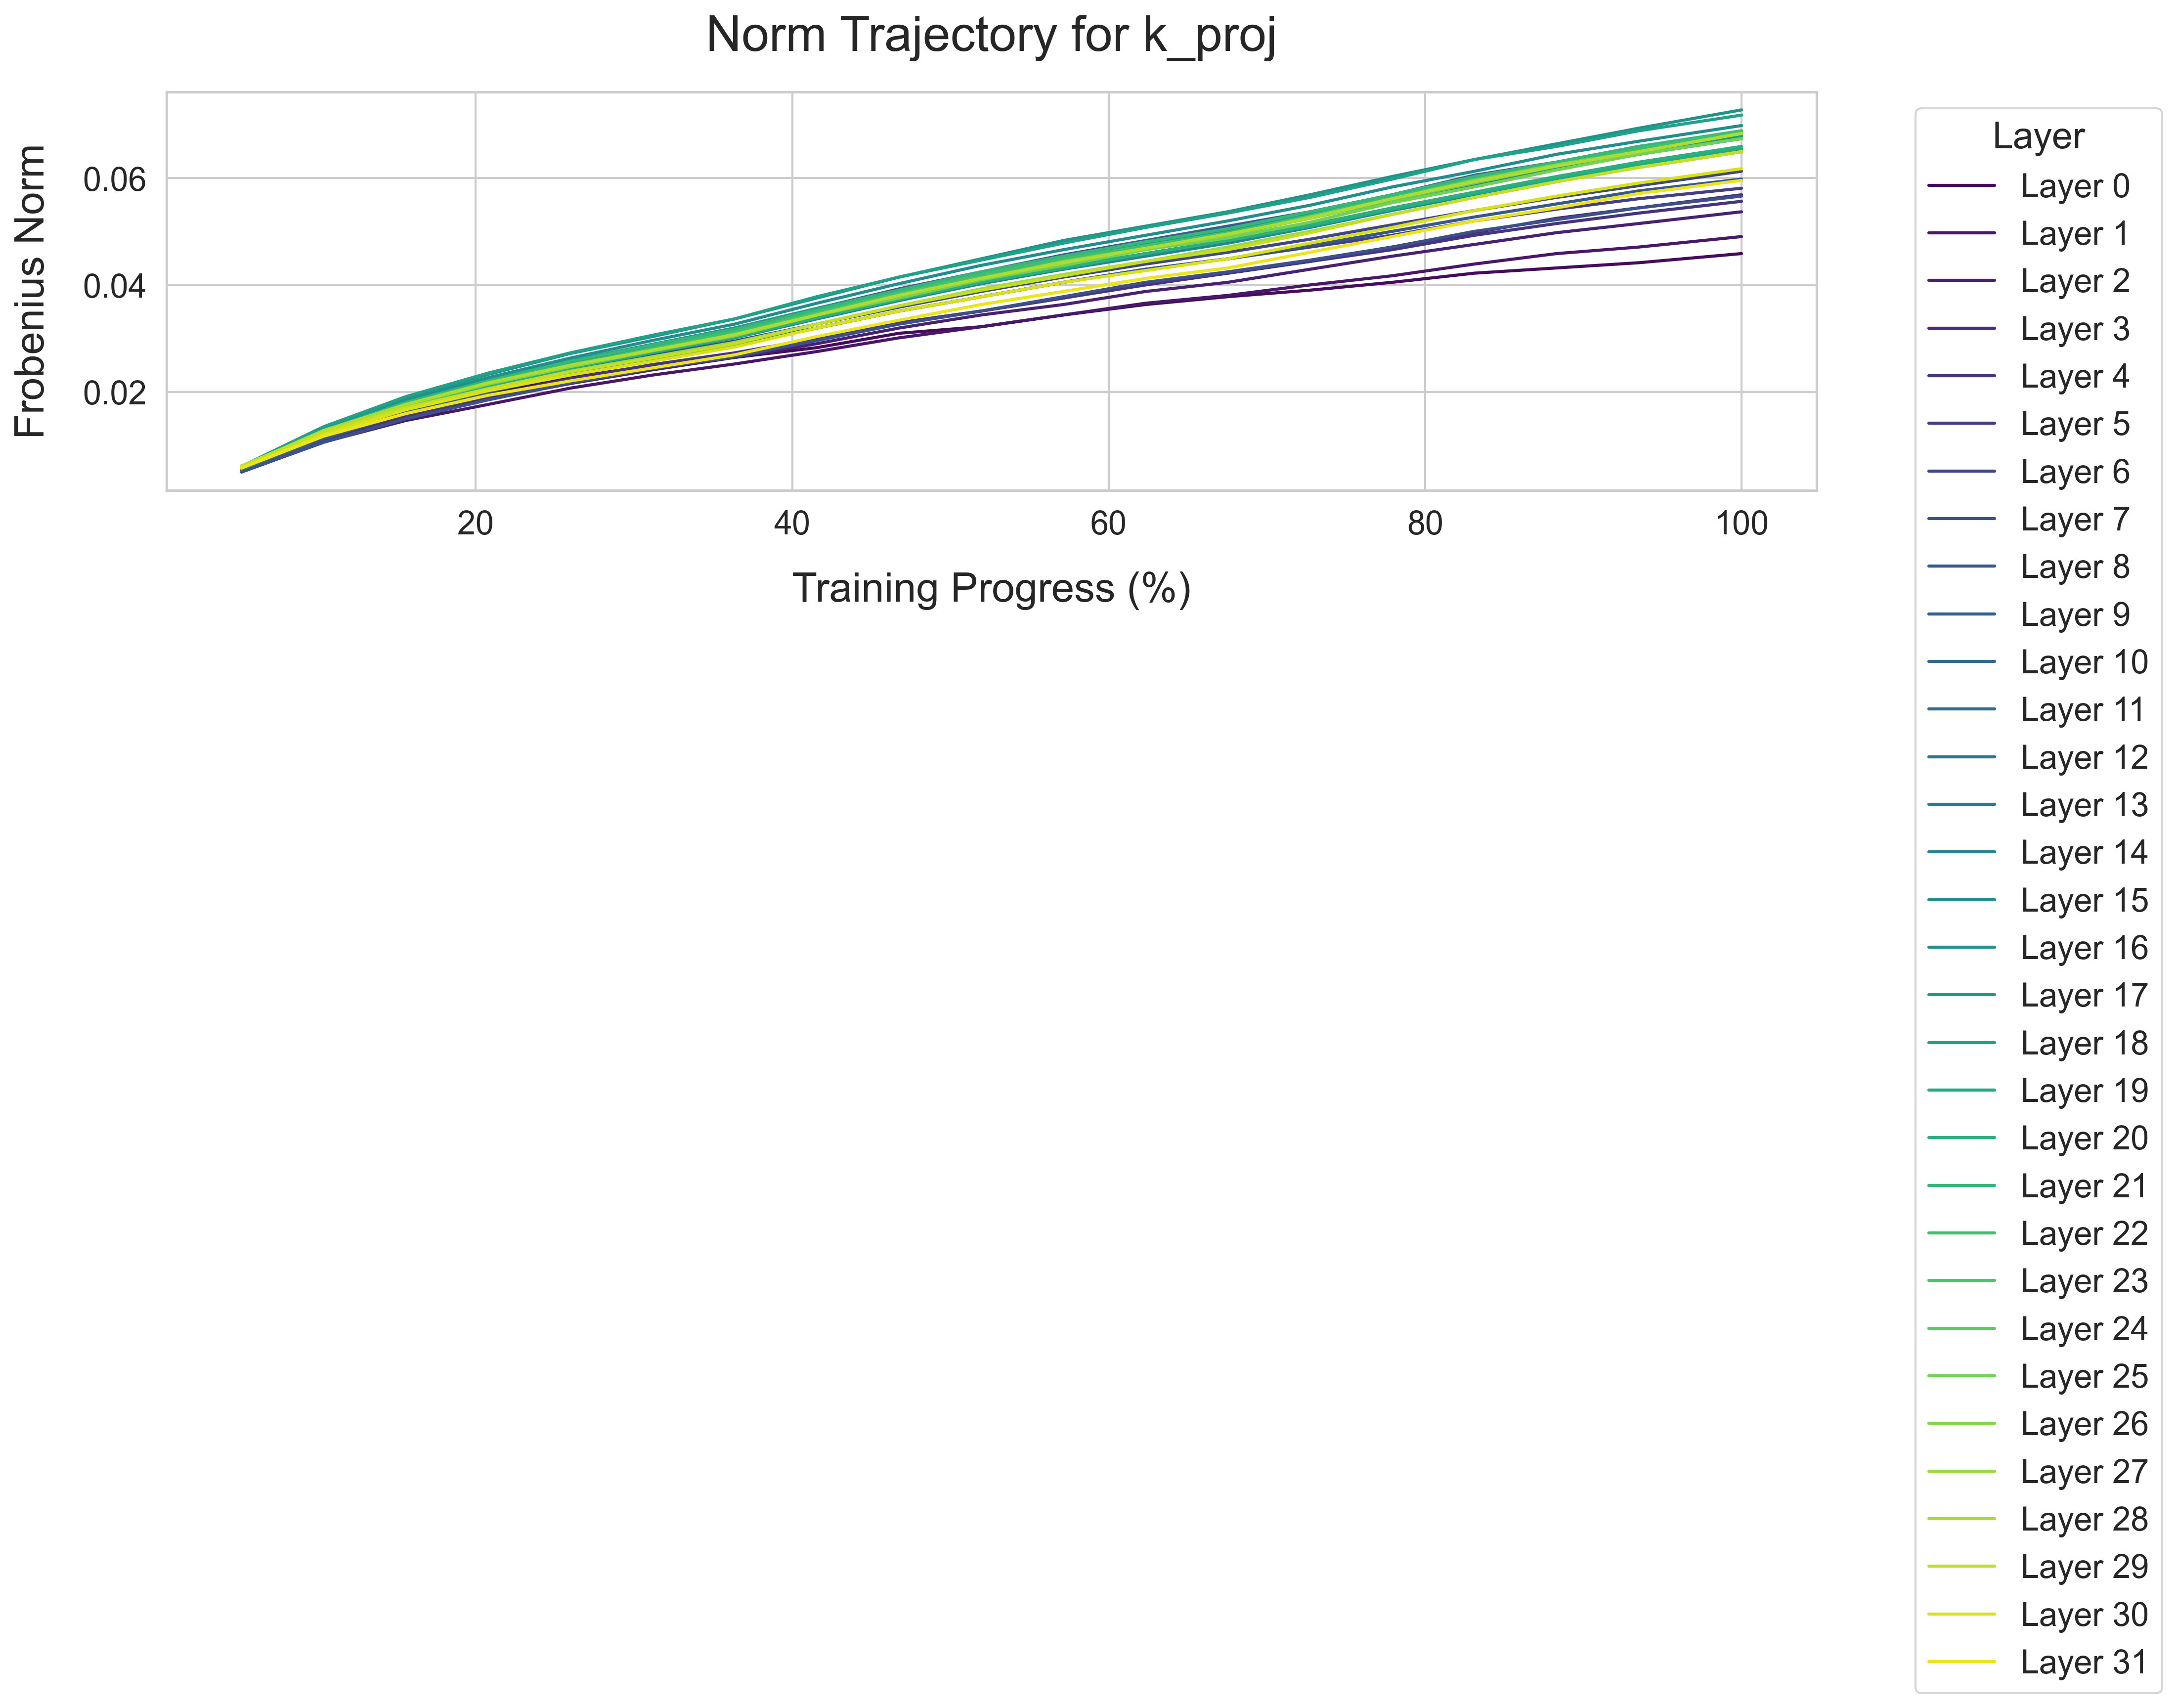 Norm Trajectory for k_proj
Frobenius Norm
0.06
0.04
0.02
20
40
60
80
100
Training Progress (%)
Layer
Layer 0
Layer 1
Layer 2
Layer 3
Layer 4
Layer 5
Layer 6
Layer 7
Layer 8
Layer 9
Layer 10
Layer 11
Layer 12
Layer 13
Layer 14
Layer 15
Layer 16
Layer 17
Layer 18
Layer 19
Layer 20
Layer 21
Layer 22
Layer 23
Layer 24
Layer 25
Layer 26
Layer 27
Layer 28
Layer 29
Layer 30
Layer 31